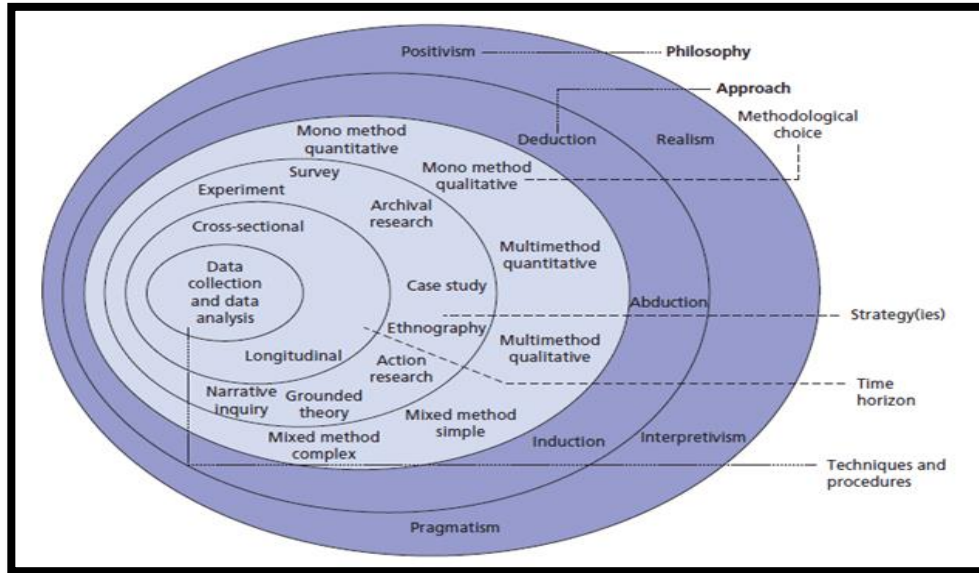 Positivism
Philosophy
Approach
Methodological
choice
Mono method
quantitative
Deduction
Realism
Mono method
qualitative
Survey
Experiment
Archival
research
Cross-sectional
Multimethod
quantitative
Data
collection
and data
analysis
Case study
Abduction
Strategy(ies)
Ethnography
Multimethod
qualitative
Longitudinal
Action
research
Time
horizon
Narrative
inquiry
Grounded
theory
Mixed method
simple
Mixed method
complex
Induction
Interpretivism
Techniques and
procedures
Pragmatism